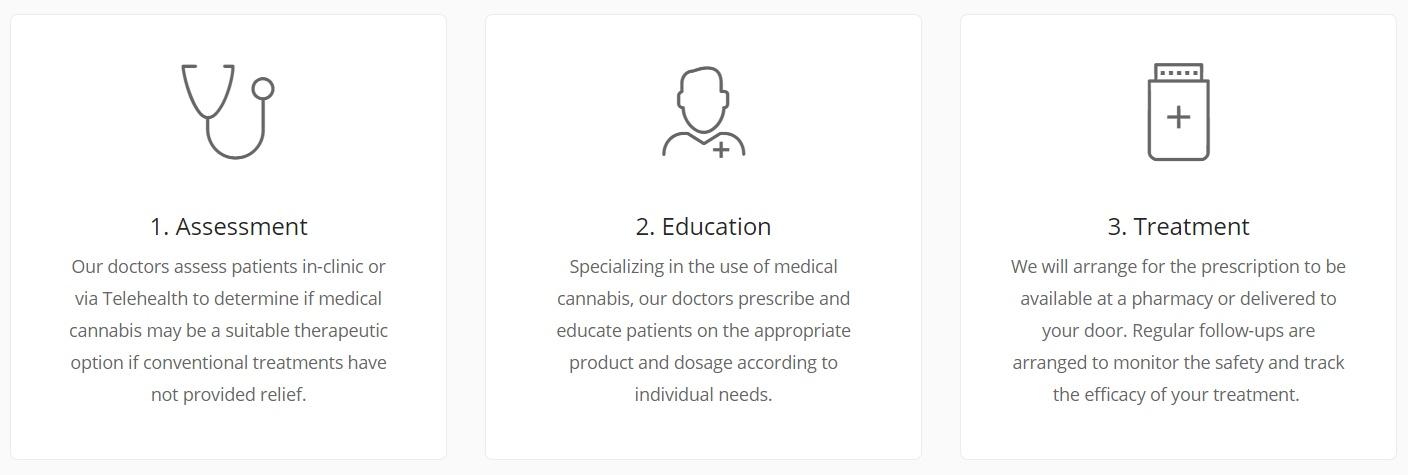 1. Assessment
Our doctors assess patients in-clinic or
via Telehealth to determine if medical
cannabis may be a suitable therapeutic
option if conventional treatments have
not provided relief.
2. Education
Specializing in the use of medical
cannabis, our doctors prescribe and
educate patients on the appropriate
product and dosage according to
individual needs.
3. Treatment
We will arrange for the prescription to be
available at a pharmacy or delivered to
your door. Regular follow-ups are
arranged to monitor the safety and track
the efficacy of your treatment.